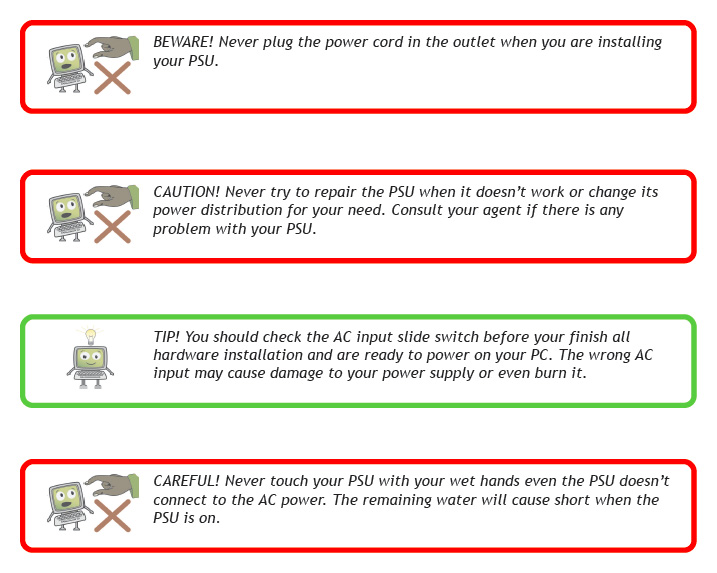 BEWARE! Never plug the power cord in the outlet when you are installing
your PSU.
CAUTION! Never try to repair the PSU when it doesn’t work or change its
power distribution for your need. Consult your agent if there is any
problem with your PSU.
TIP! You should check the AC input slide switch before your finish all
hardware installation and are ready to power on your PC. The wrong AC
input may cause damage to your power supply or even burn it.
CAREFUL! Never touch your PSU with your wet hands even the PSU doesn’t
connect to the AC power. The remaining water will cause short when the
PSU is on.